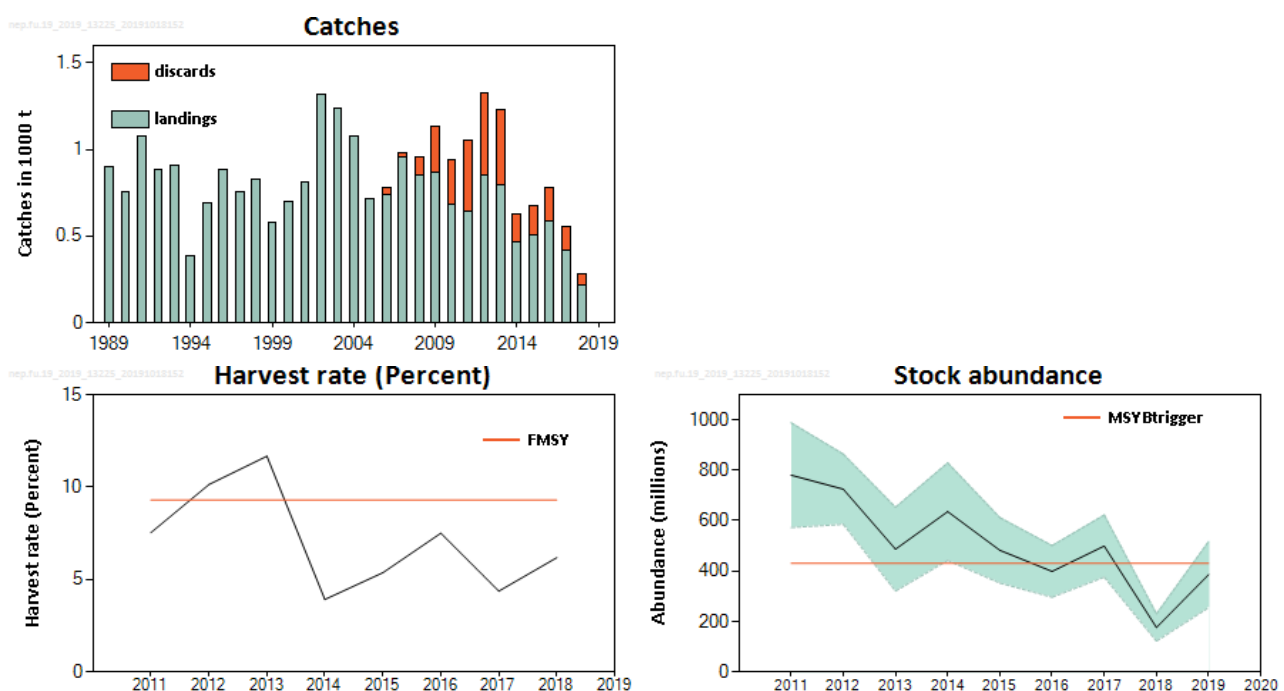 nep.fu.19_2019_13225_20191018152
Catches
Catches in 1000 t
1.5
1
0.5
0
discards
landings
1989 1994 1999 2004 2009 2014 2019
nep.fu.19_2019_13225_20191018152
Harvest rate (Percent)
Harvest rate (Percent)
15
10
5
0
FMSY
2011 2012 2013 2014 2015 2016 2017 2018 2019
nep.fu.19_2019_13225_20191018152
Stock abundance
Abundance (millions)
1000
800
600
400
200
0
MSYBtrigger
2011 2012 2013 2014 2015 2016 2017 2018 2019 2020